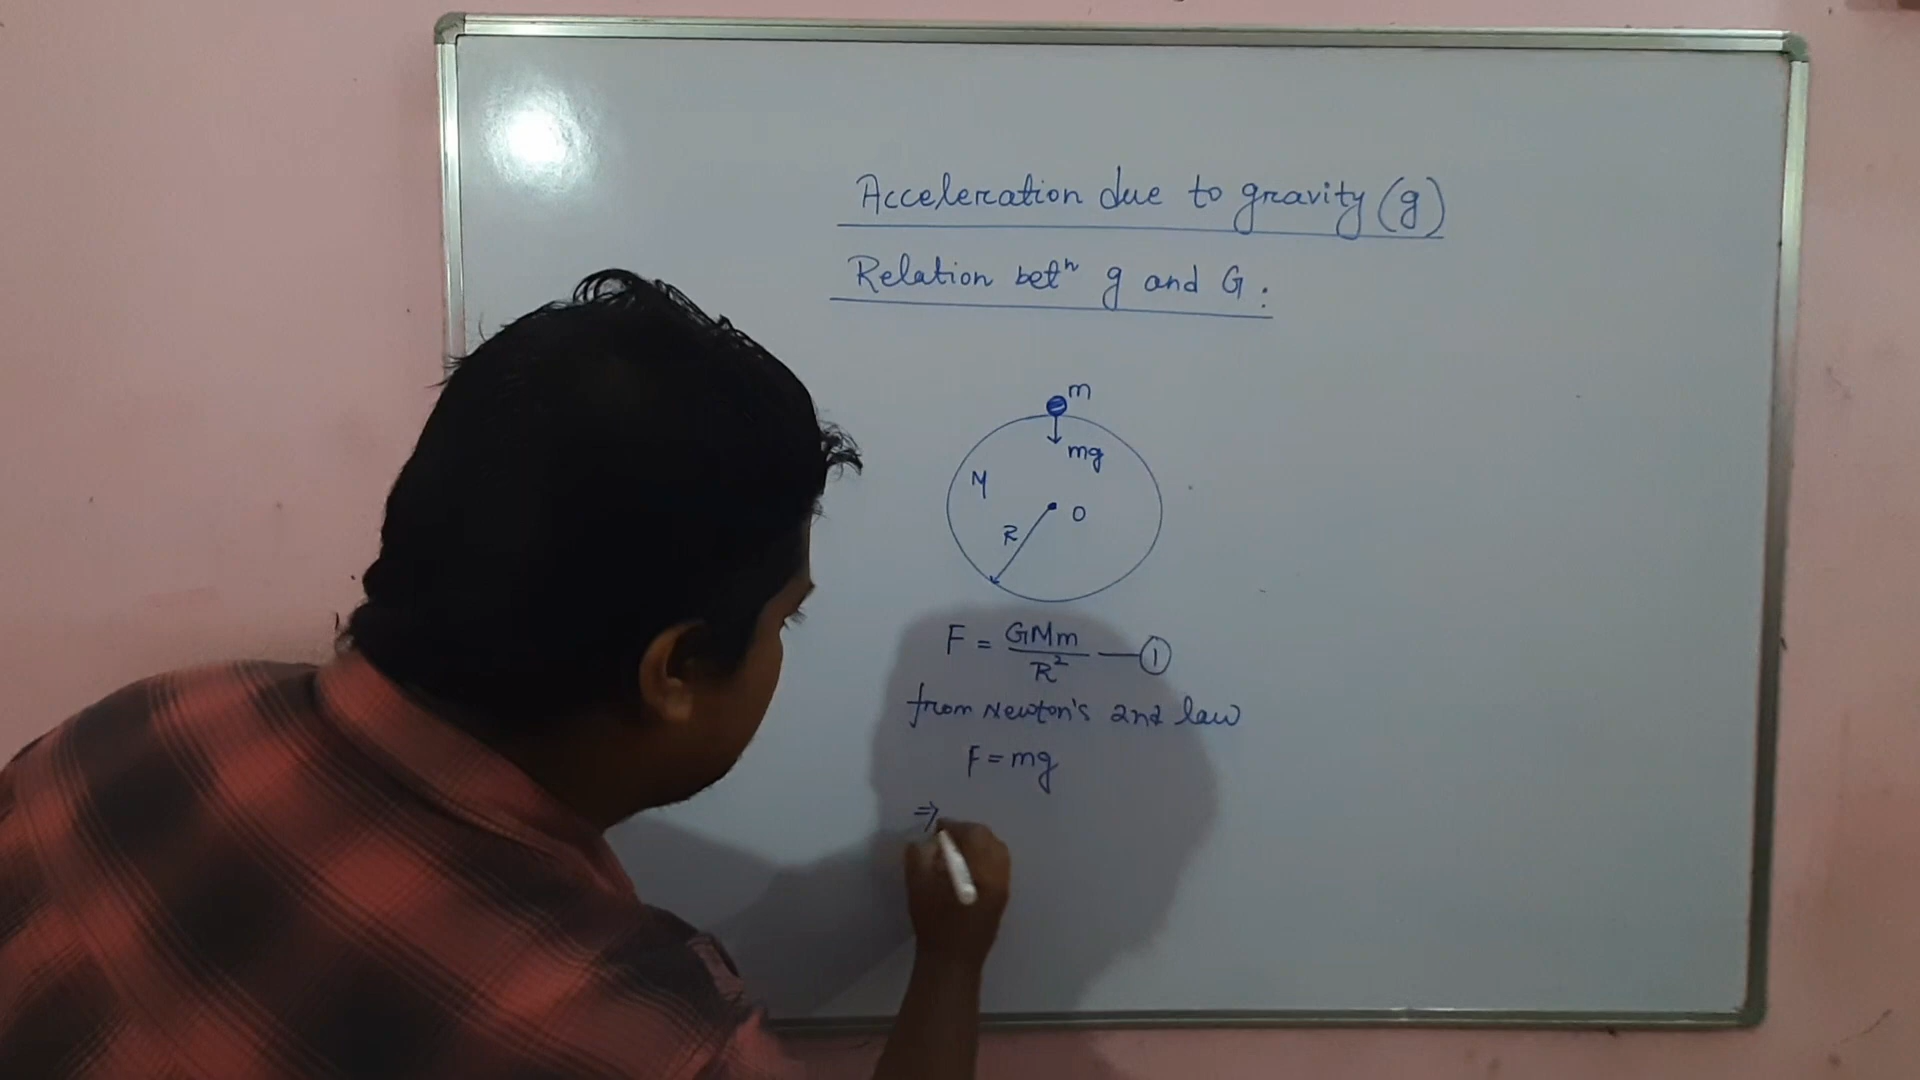 Acceleration due to gravity (g)
Relation betⁿ g and G :
m
mg
M
O
R
F = GMm/R² — ①
from Newton's 2nd law
F = mg
⇒